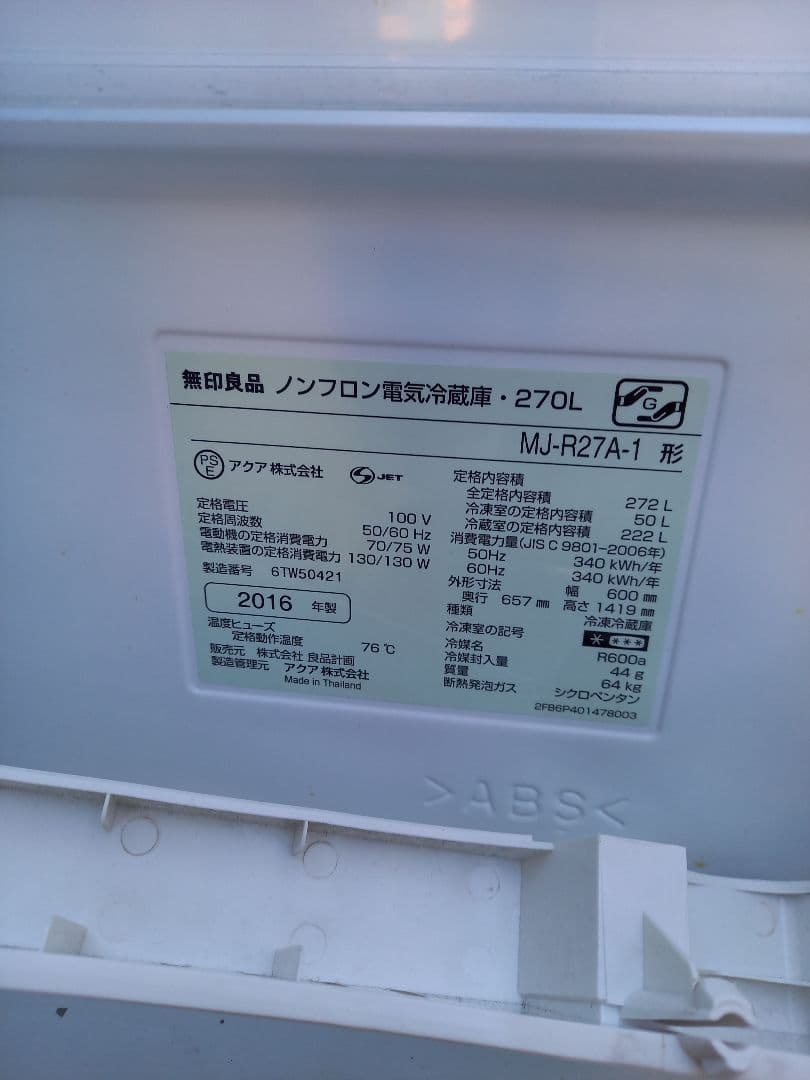 無印良品 ノンフロン電気冷蔵庫・270L
G
MJ-R27A-1 形
PS
E
アクア株式会社
JET
定格電圧 100 V
定格周波数 50/60 Hz
電動機の定格消費電力 70/75 W
電熱装置の定格消費電力 130/130 W
製造番号 6TW50421
2016 年製
温度ヒューズ
定格動作温度 76 ℃
販売元 株式会社 良品計画
製造管理元 アクア 株式会社
Made in Thailand
定格内容積
全定格内容積 272 L
冷凍室の定格内容積 50 L
冷蔵室の定格内容積 222 L
消費電力量(JIS C 9801-2006年)
50Hz 340 kWh/年
60Hz 340 kWh/年
外形寸法 幅 600 mm
奥行 657 mm 高さ 1419 mm
種類 冷凍冷蔵庫
冷凍室の記号 * ***
冷媒名 R600a
冷媒封入量 44 g
質量 64 kg
断熱発泡ガス シクロペンタン
2FB6P401478003
>ABS<